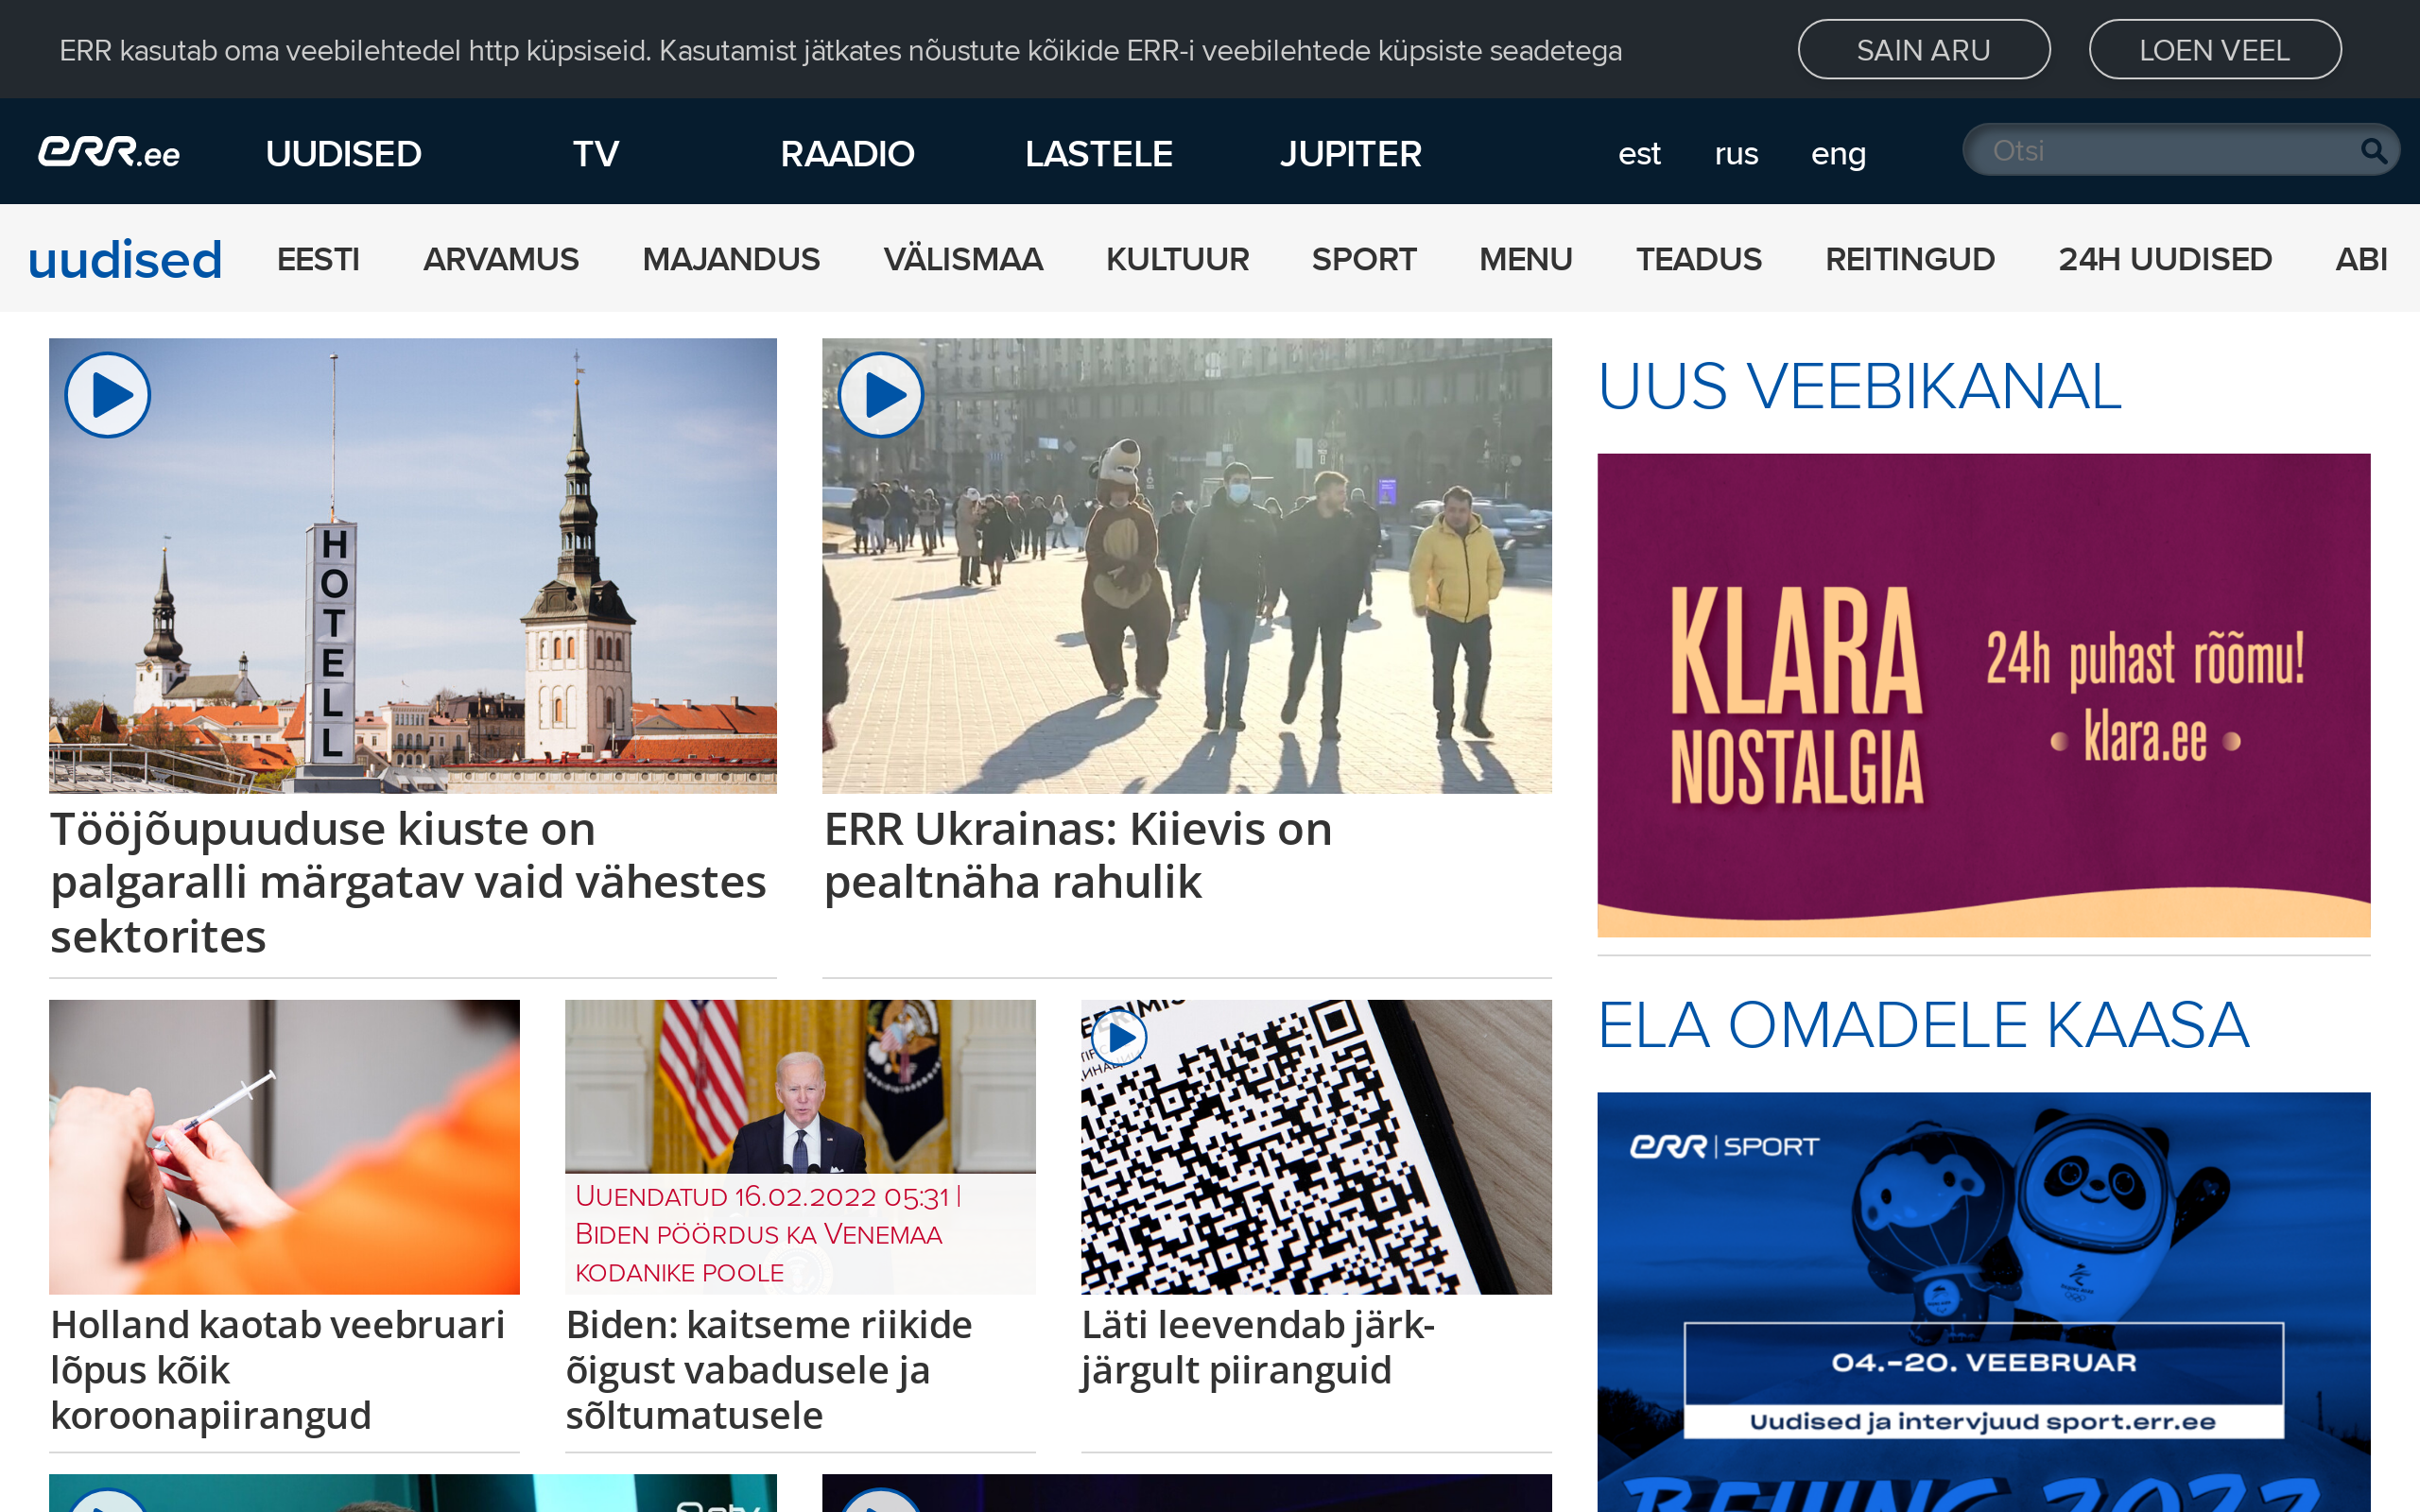 ERR kasutab oma veebilehtedel http küpsiseid. Kasutamist jätkates nõustute kõikide ERR-i veebilehtede küpsiste seadetega
SAIN ARU
LOEN VEEL
err.ee
UUDISED
TV
RAADIO
LASTELE
JUPITER
est
rus
eng
Otsi
uudised
EESTI
ARVAMUS
MAJANDUS
VÄLISMAA
KULTUUR
SPORT
MENU
TEADUS
REITINGUD
24H UUDISED
ABI
HOTELL
Tööjõupuuduse kiuste on
palgaralli märgatav vaid vähestes
sektorites
ERR Ukrainas: Kiievis on
pealtnäha rahulik
UUS VEEBIKANAL
KLARA
NOSTALGIA
24h puhast rõõmu!
• klara.ee •
Holland kaotab veebruari
lõpus kõik
koroonapiirangud
UUENDATUD 16.02.2022 05:31 |
BIDEN PÖÖRDUS KA VENEMAA
KODANIKE POOLE
Biden: kaitseme riikide
õigust vabadusele ja
sõltumatusele
Läti leevendab järk-
järgult piiranguid
ELA OMADELE KAASA
err | SPORT
04.-20. VEEBRUAR
Uudised ja intervjuud sport.err.ee
BEIJING 2022